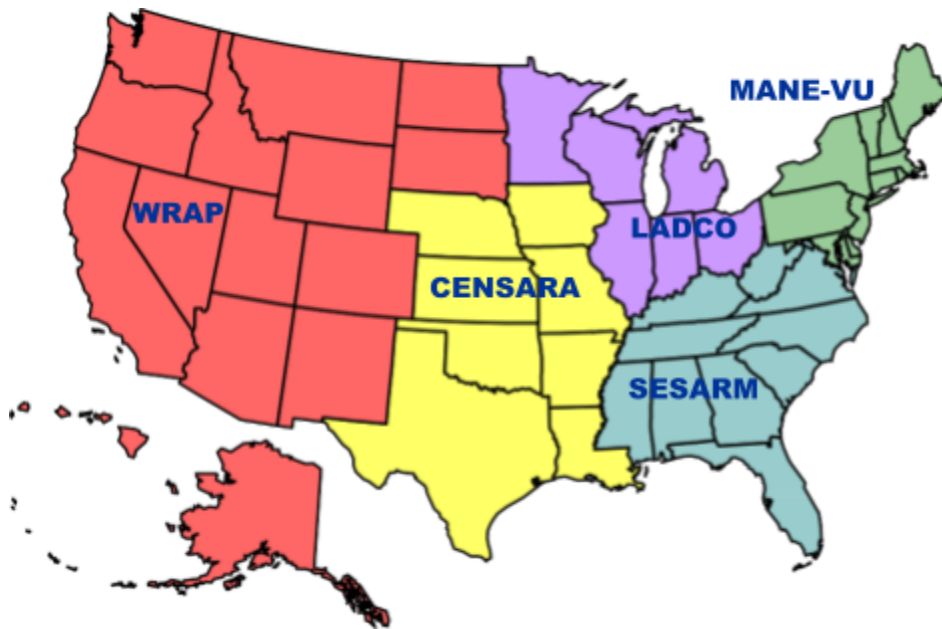 MANE-VU
WRAP
LADCO
CENSARA
SESARM